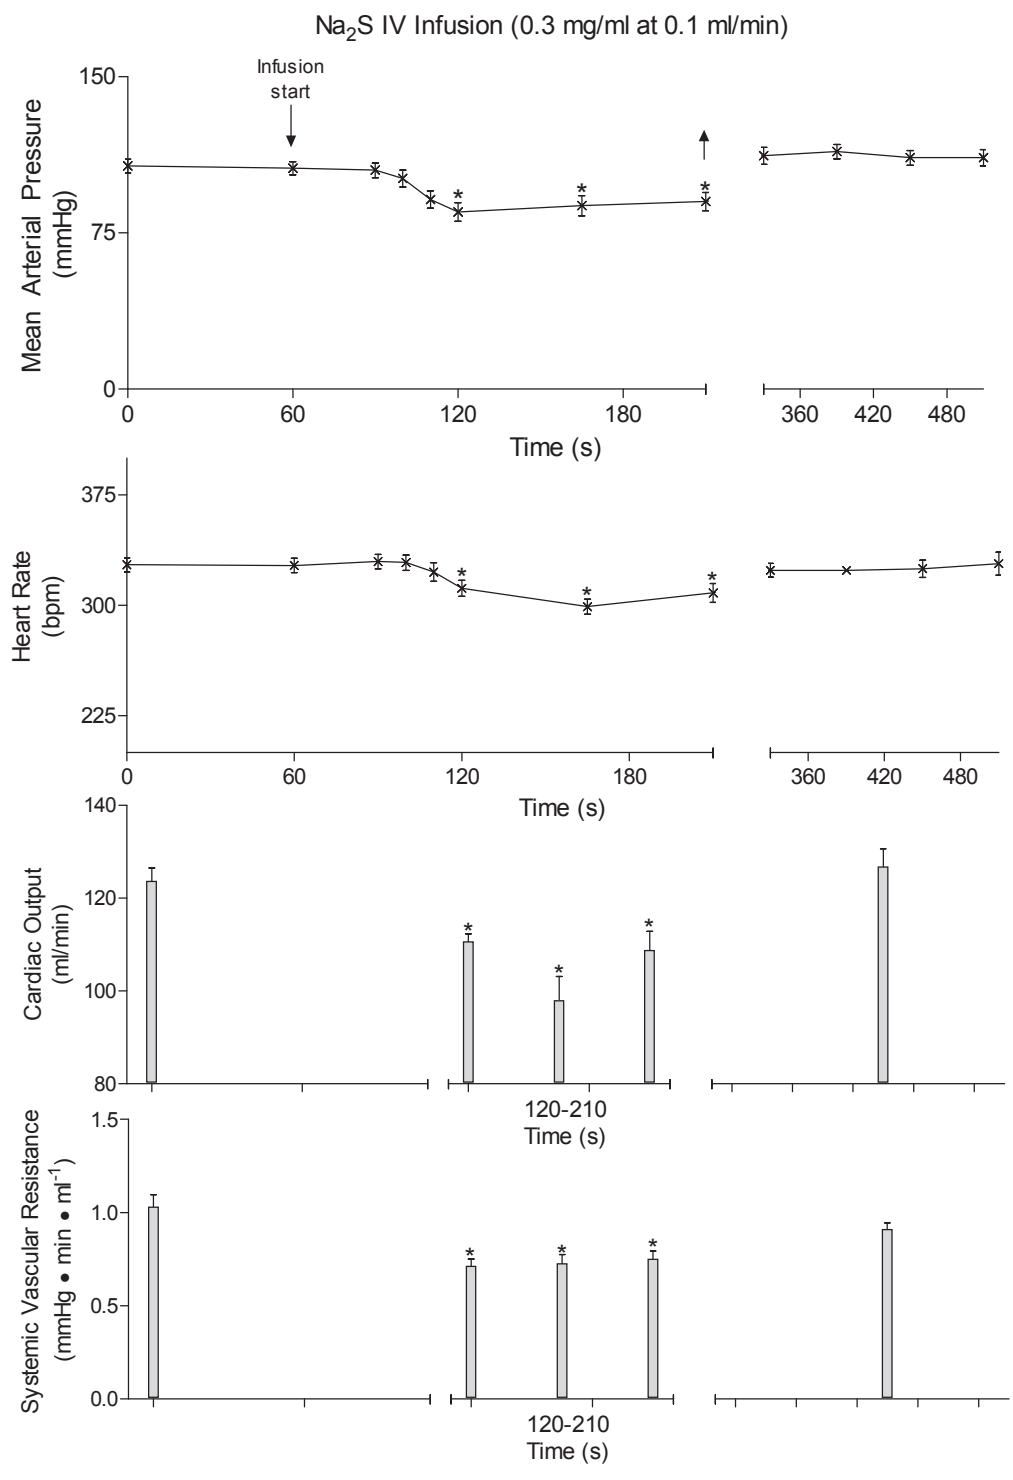 Na₂S IV Infusion (0.3 mg/ml at 0.1 ml/min)
Infusion
start
150
75
0
Mean Arterial Pressure
(mmHg)
* * *
0 60 120 180 360 420 480
Time (s)
375
300
225
Heart Rate
(bpm)
* * *
0 60 120 180 360 420 480
Time (s)
140
120
100
80
Cardiac Output
(ml/min)
* * *
120-210
Time (s)
1.5
1.0
0.5
0.0
Systemic Vascular Resistance
(mmHg • min • ml⁻¹)
* * *
120-210
Time (s)